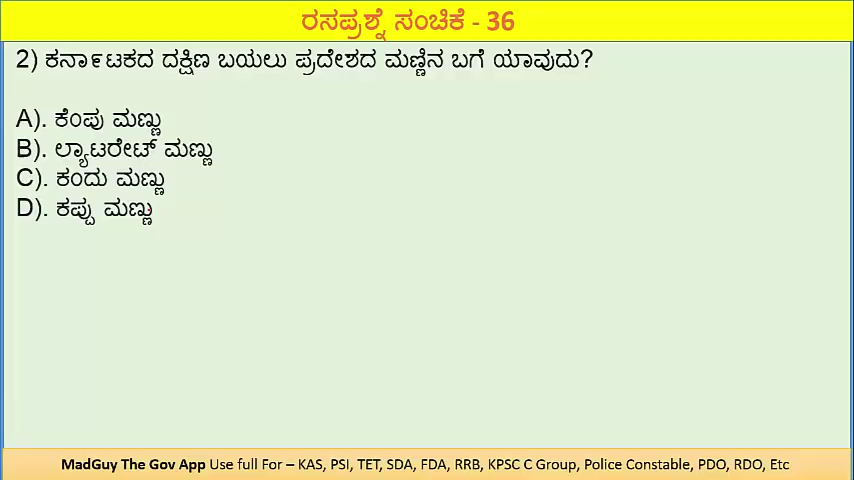 ರಸಪ್ರಶ್ನೆ ಸಂಚಿಕೆ - 36
2) ಕರ್ನಾಟಕದ ದಕ್ಷಿಣ ಬಯಲು ಪ್ರದೇಶದ ಮಣ್ಣಿನ ಬಗೆ ಯಾವುದು?
A). ಕೆಂಪು ಮಣ್ಣು
B). ಲ್ಯಾಟರೇಟ್ ಮಣ್ಣು
C). ಕಂದು ಮಣ್ಣು
D). ಕಪ್ಪು ಮಣ್ಣು
MadGuy The Gov App Use full For – KAS, PSI, TET, SDA, FDA, RRB, KPSC C Group, Police Constable, PDO, RDO, Etc